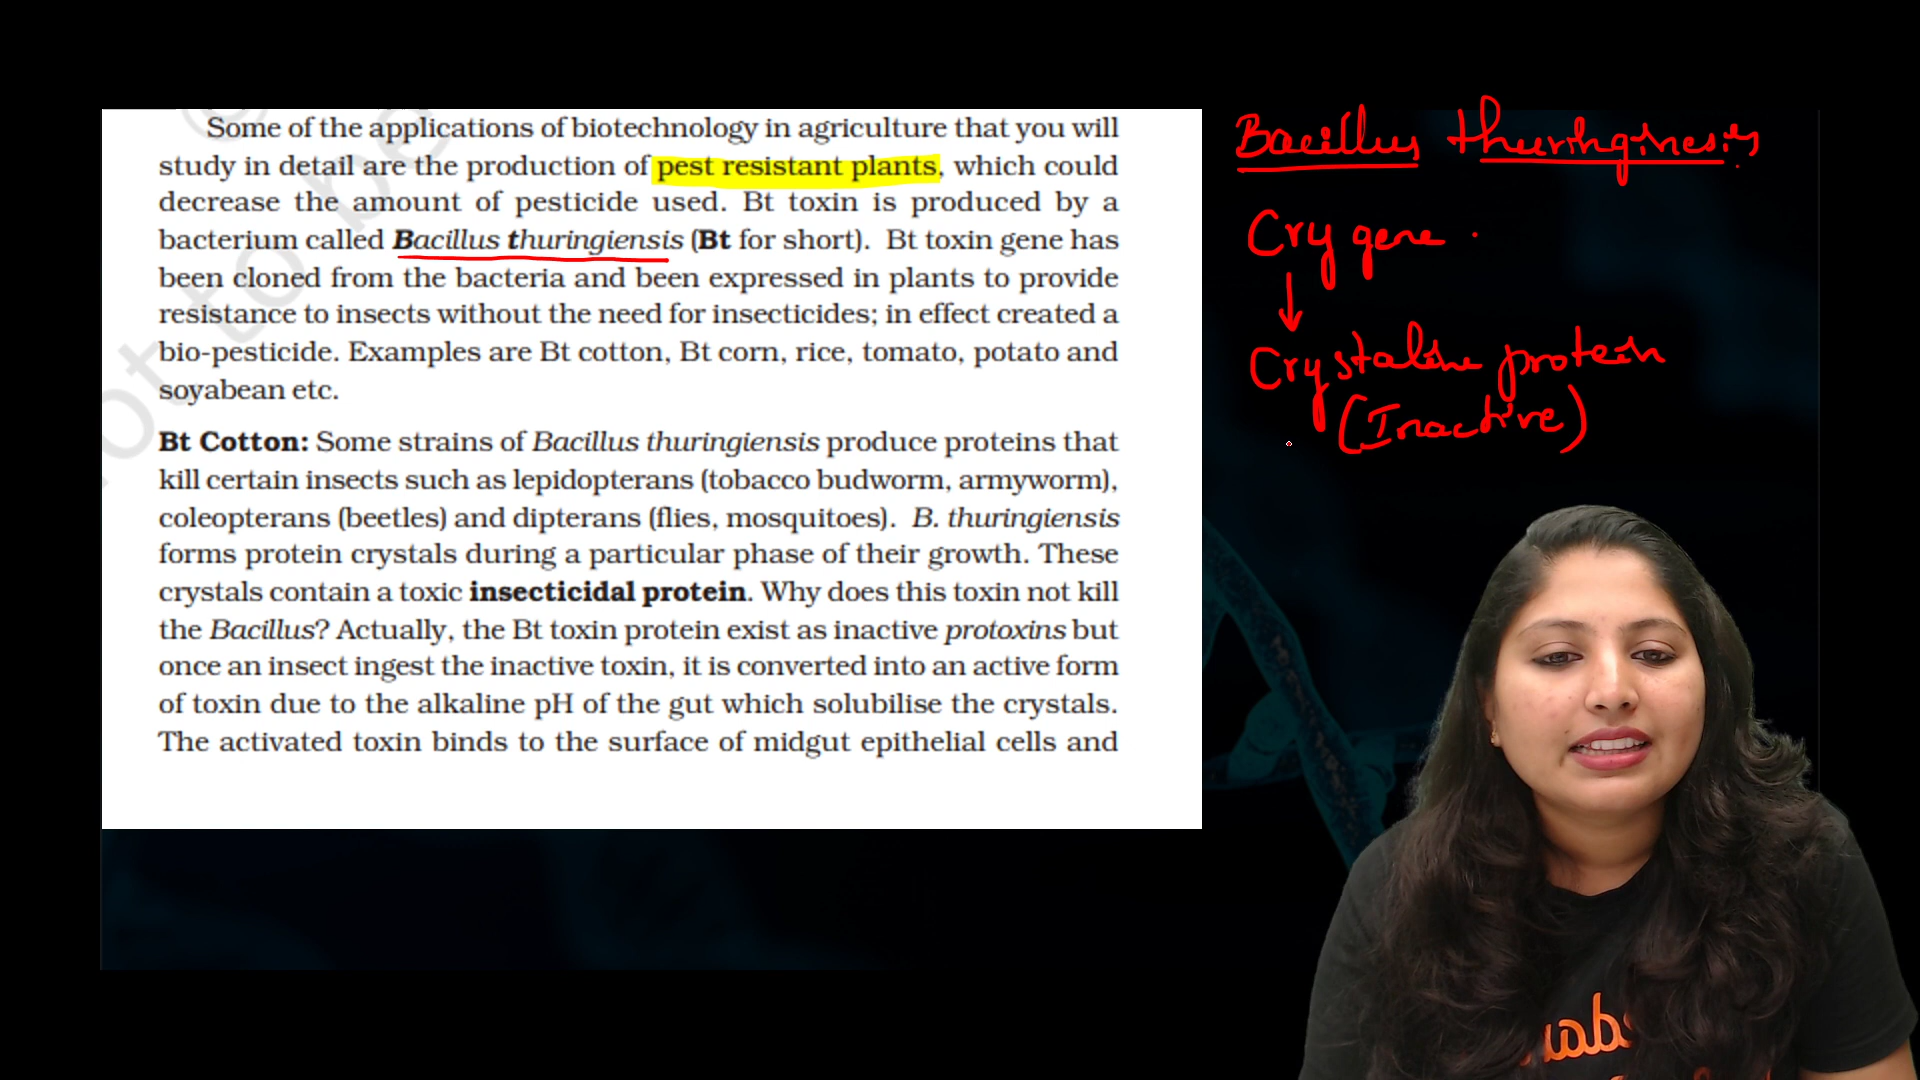 Some of the applications of biotechnology in agriculture that you will
study in detail are the production of pest resistant plants, which could
decrease the amount of pesticide used. Bt toxin is produced by a
bacterium called Bacillus thuringiensis (Bt for short). Bt toxin gene has
been cloned from the bacteria and been expressed in plants to provide
resistance to insects without the need for insecticides; in effect created a
bio-pesticide. Examples are Bt cotton, Bt corn, rice, tomato, potato and
soyabean etc.
Bt Cotton: Some strains of Bacillus thuringiensis produce proteins that
kill certain insects such as lepidopterans (tobacco budworm, armyworm),
coleopterans (beetles) and dipterans (flies, mosquitoes). B. thuringiensis
forms protein crystals during a particular phase of their growth. These
crystals contain a toxic insecticidal protein. Why does this toxin not kill
the Bacillus? Actually, the Bt toxin protein exist as inactive protoxins but
once an insect ingest the inactive toxin, it is converted into an active form
of toxin due to the alkaline pH of the gut which solubilise the crystals.
The activated toxin binds to the surface of midgut epithelial cells and
not to be
Bacillus
Cry gene
↓
Crystaline protein
(Inactive)